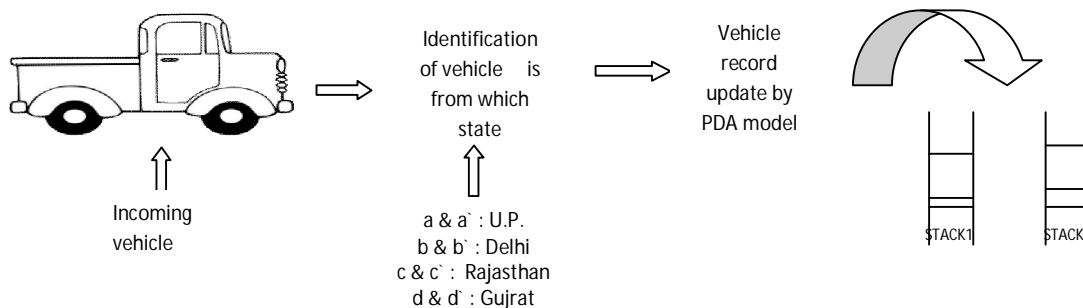 Identification
of vehicle is
from which
state
Vehicle
record
update by
PDA model
Incoming
vehicle
a & a` : U.P.
b & b` : Delhi
c & c` : Rajasthan
d & d` : Gujrat
STACK1
STACK